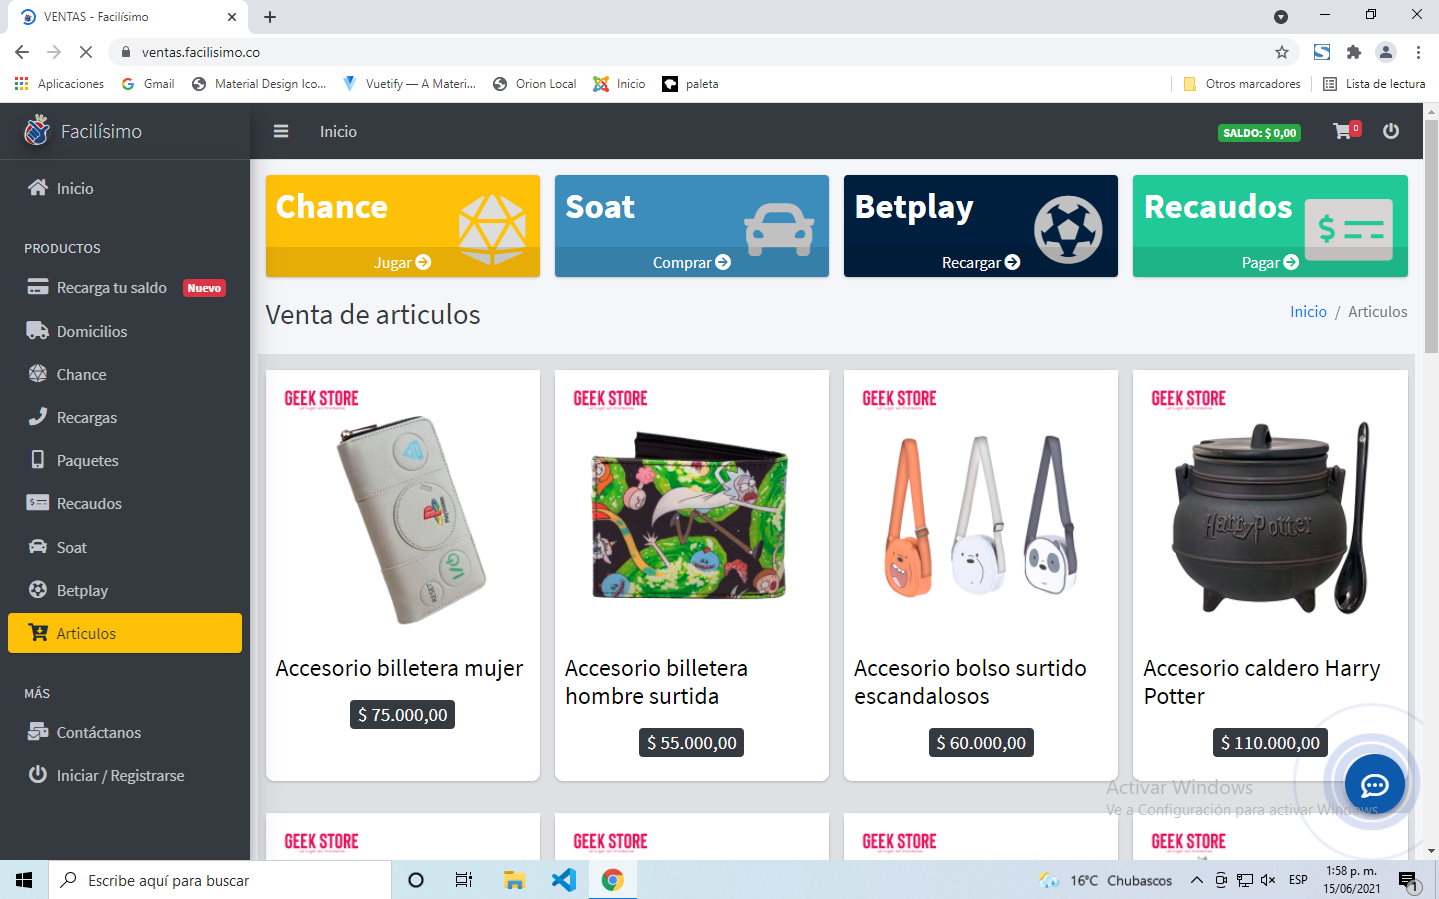 VENTAS - Facilísimo
ventas.facilisimo.co
Aplicaciones
Gmail
Material Design Ico...
Vuetify — A Materi...
Orion Local
Inicio
paleta
Otros marcadores
Lista de lectura
Facilísimo
Inicio
SALDO: $ 0,00
0
Inicio
PRODUCTOS
Recarga tu saldo Nuevo
Domicilios
Chance
Recargas
Paquetes
Recaudos
Soat
Betplay
Articulos
MÁS
Contáctanos
Iniciar / Registrarse
Chance
Jugar
Soat
Comprar
Betplay
Recargar
Recaudos
$
Pagar
Venta de articulos
Inicio / Articulos
GEEK STORE
RESET
Accesorio billetera mujer
$ 75.000,00
GEEK STORE
Accesorio billetera
hombre surtida
$ 55.000,00
GEEK STORE
Accesorio bolso surtido
escandalosos
$ 60.000,00
GEEK STORE
Harry Potter
Accesorio caldero Harry
Potter
$ 110.000,00
GEEK STORE
GEEK STORE
GEEK STORE
GEEK STORE
Activar Windows
Ve a Configuración para activar Windows.
Escribe aquí para buscar
16°C Chubascos
ESP
1:58 p. m.
15/06/2021
1